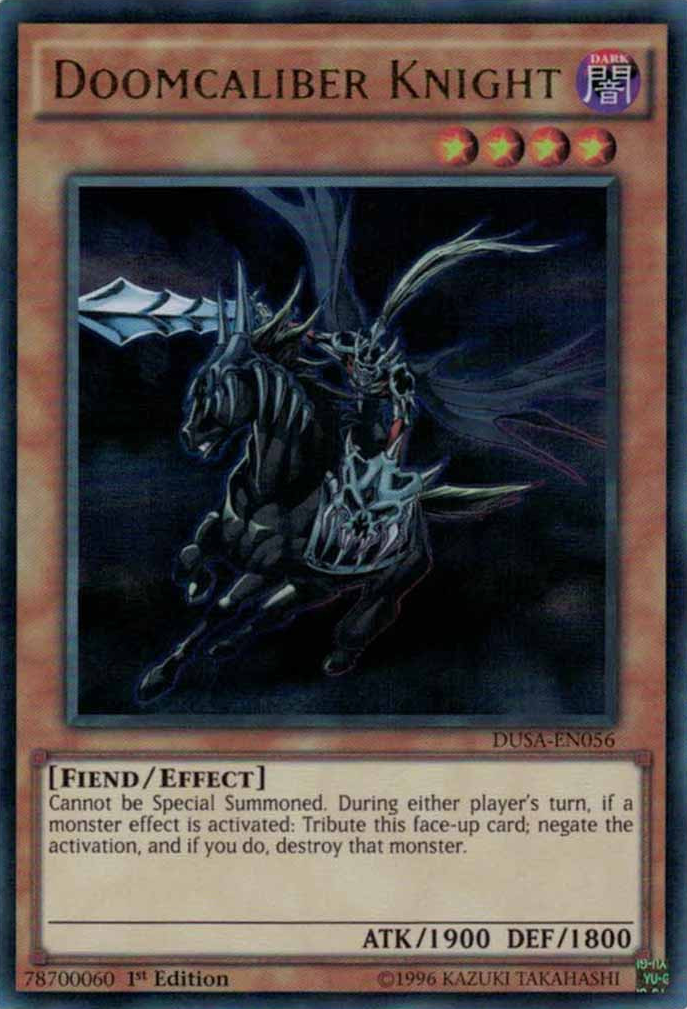 DOOMCALIBER KNIGHT
DARK
闇
DUSA-EN056
[FIEND/EFFECT]
Cannot be Special Summoned. During either player's turn, if a
monster effect is activated: Tribute this face-up card; negate the
activation, and if you do, destroy that monster.
ATK/1900 DEF/1800
78700060 1st Edition
©1996 KAZUKI TAKAHASHI